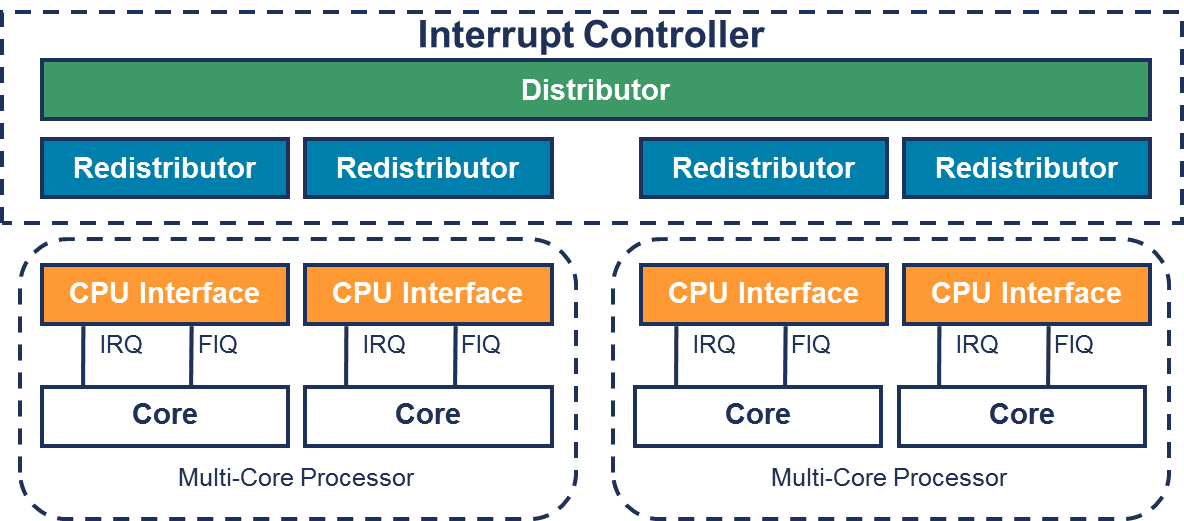 Interrupt Controller
Distributor
Redistributor Redistributor Redistributor Redistributor
CPU Interface CPU Interface CPU Interface CPU Interface
IRQ FIQ IRQ FIQ IRQ FIQ IRQ FIQ
Core Core Core Core
Multi-Core Processor Multi-Core Processor